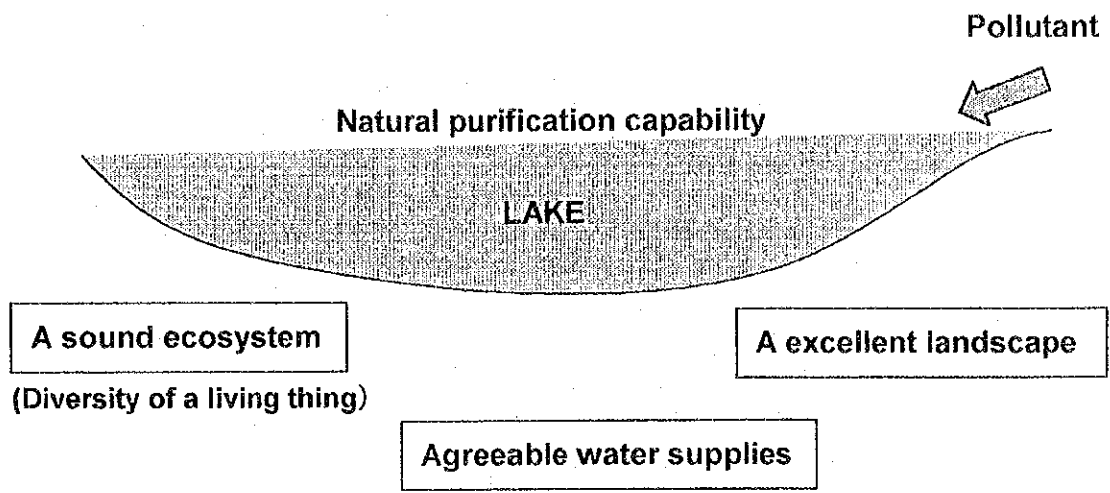 Pollutant
Natural purification capability
LAKE
A sound ecosystem
A excellent landscape
(Diversity of a living thing)
Agreeable water supplies